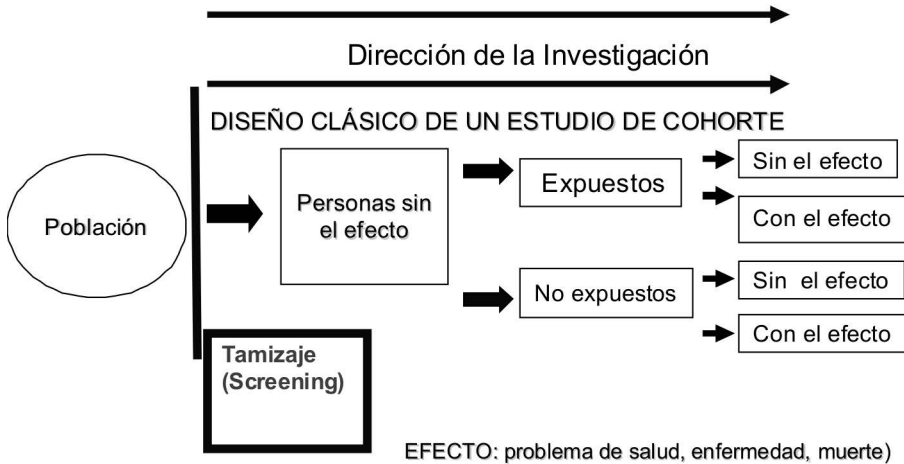 Dirección de la Investigación
DISEÑO CLÁSICO DE UN ESTUDIO DE COHORTE
Población
Personas sin
el efecto
Expuestos
Sin el efecto
Con el efecto
No expuestos
Sin el efecto
Con el efecto
Tamizaje
(Screening)
EFECTO: problema de salud, enfermedad, muerte)